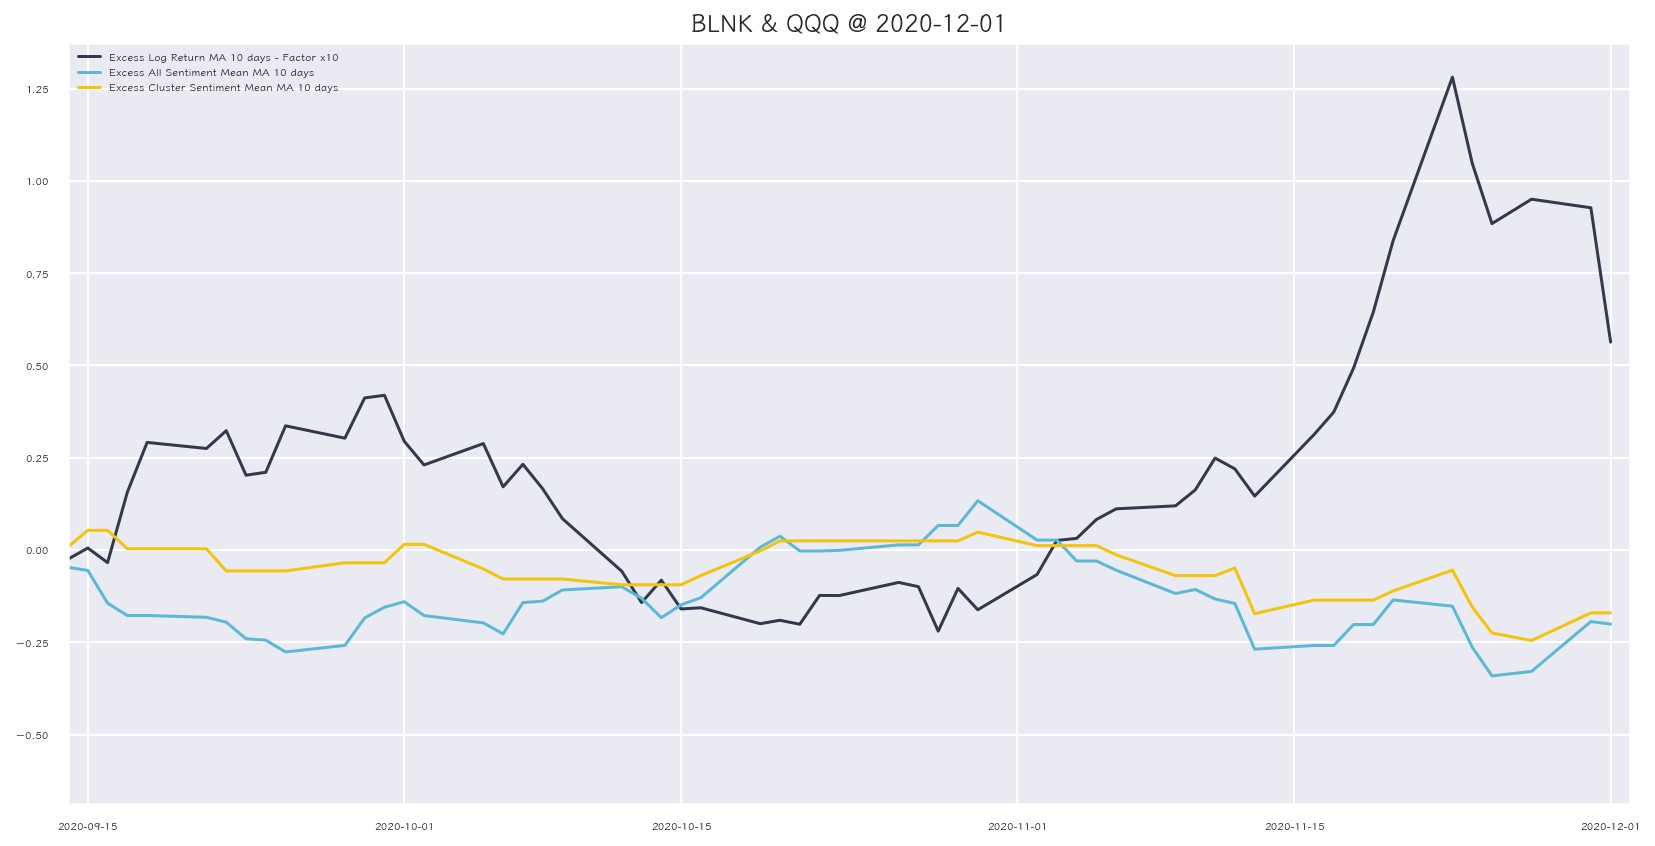 BLNK & QQQ @ 2020-12-01
Excess Log Return MA 10 days - Factor x10
Excess All Sentiment Mean MA 10 days
Excess Cluster Sentiment Mean MA 10 days
1.25
1.00
0.75
0.50
0.25
0.00
−0.25
−0.50
2020-09-15 2020-10-01 2020-10-15 2020-11-01 2020-11-15 2020-12-01